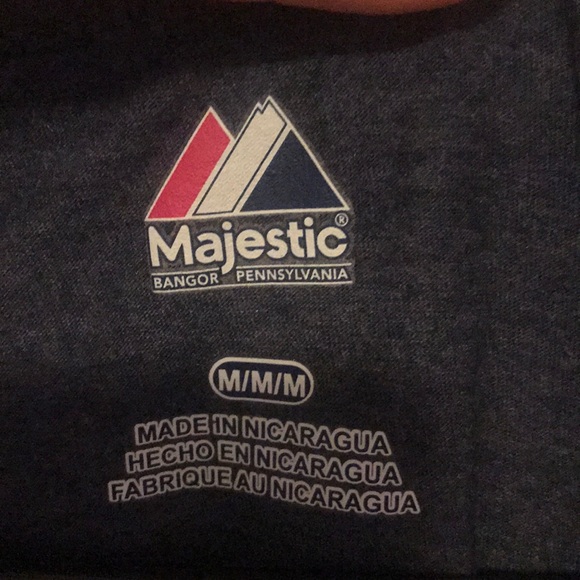 Majestic®
BANGOR PENNSYLVANIA
M/M/M
MADE IN NICARAGUA
HECHO EN NICARAGUA
FABRIQUE AU NICARAGUA